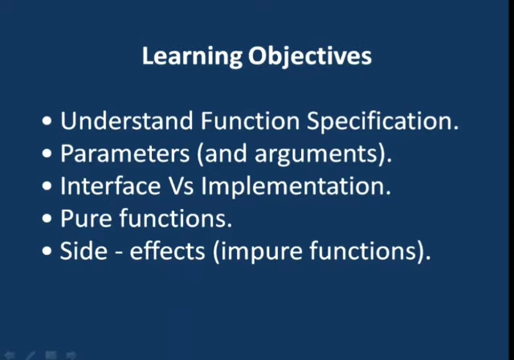 Learning Objectives
• Understand Function Specification.
• Parameters (and arguments).
• Interface Vs Implementation.
• Pure functions.
• Side - effects (impure functions).